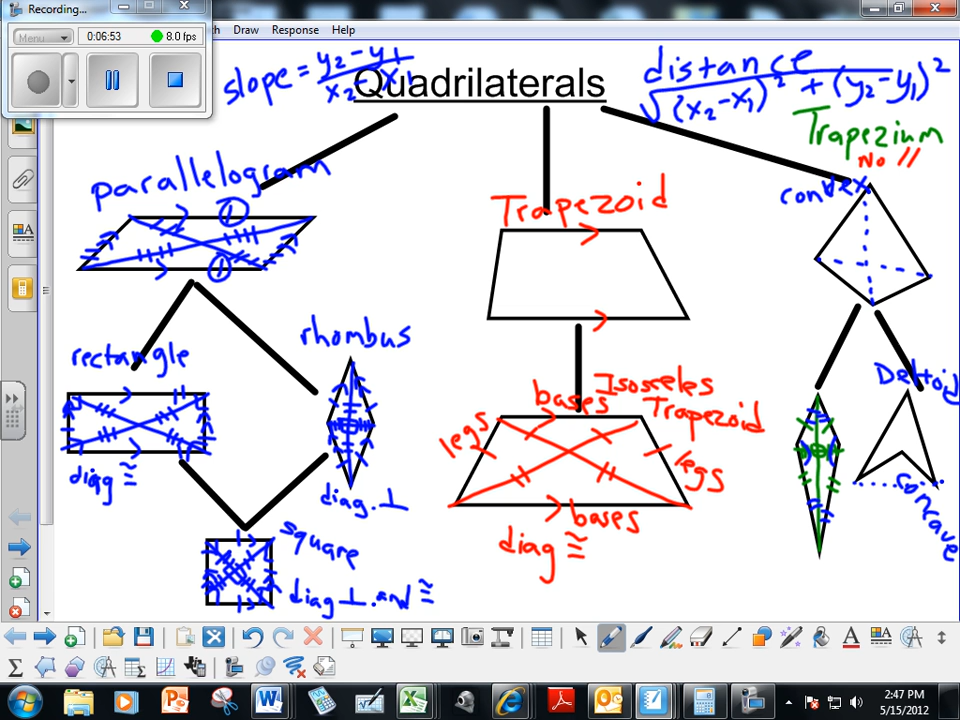 Recording...
Menu
0:06:53
8.0 fps
Draw
Response
Help
slope = y2-y1
x2-x1
Quadrilaterals
distance
√(x2-x1)² + (y2-y1)²
Trapezium
No //
convex
parallelogram
1
1
Trapezoid
rectangle
rhombus
Isosceles
Trapezoid
bases
legs
legs
bases
diag ≅
Deltoid
concave
diag ≅
diag. ⊥
square
diag ⊥ and ≅
2:47 PM
5/15/2012